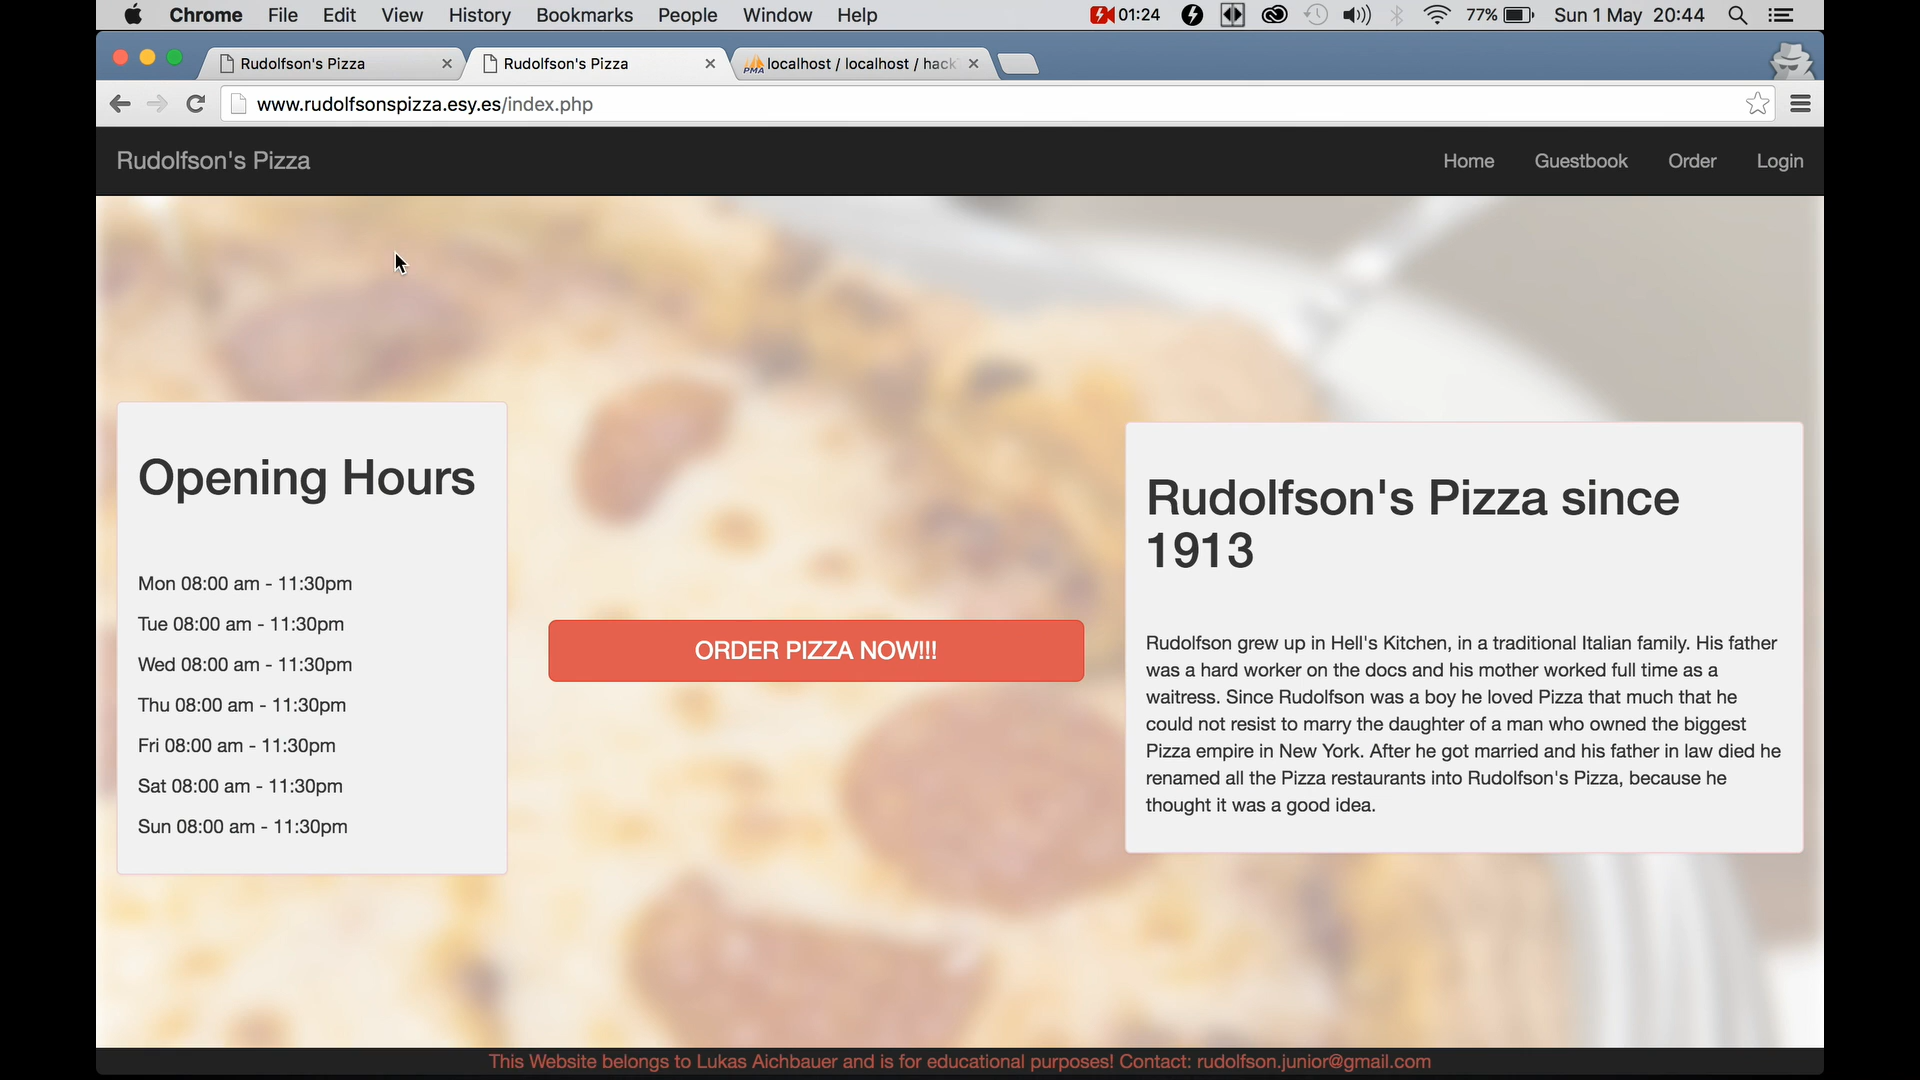 Chrome File Edit View History Bookmarks People Window Help 01:24 77% Sun 1 May 20:44
Rudolfson's Pizza Rudolfson's Pizza PMA localhost / localhost / hack
www.rudolfsonspizza.esy.es/index.php
Rudolfson's Pizza Home Guestbook Order Login
Opening Hours
Mon 08:00 am - 11:30pm
Tue 08:00 am - 11:30pm
Wed 08:00 am - 11:30pm
Thu 08:00 am - 11:30pm
Fri 08:00 am - 11:30pm
Sat 08:00 am - 11:30pm
Sun 08:00 am - 11:30pm
ORDER PIZZA NOW!!!
Rudolfson's Pizza since
1913
Rudolfson grew up in Hell's Kitchen, in a traditional Italian family. His father
was a hard worker on the docs and his mother worked full time as a
waitress. Since Rudolfson was a boy he loved Pizza that much that he
could not resist to marry the daughter of a man who owned the biggest
Pizza empire in New York. After he got married and his father in law died he
renamed all the Pizza restaurants into Rudolfson's Pizza, because he
thought it was a good idea.
This Website belongs to Lukas Aichbauer and is for educational purposes! Contact: rudolfson.junior@gmail.com